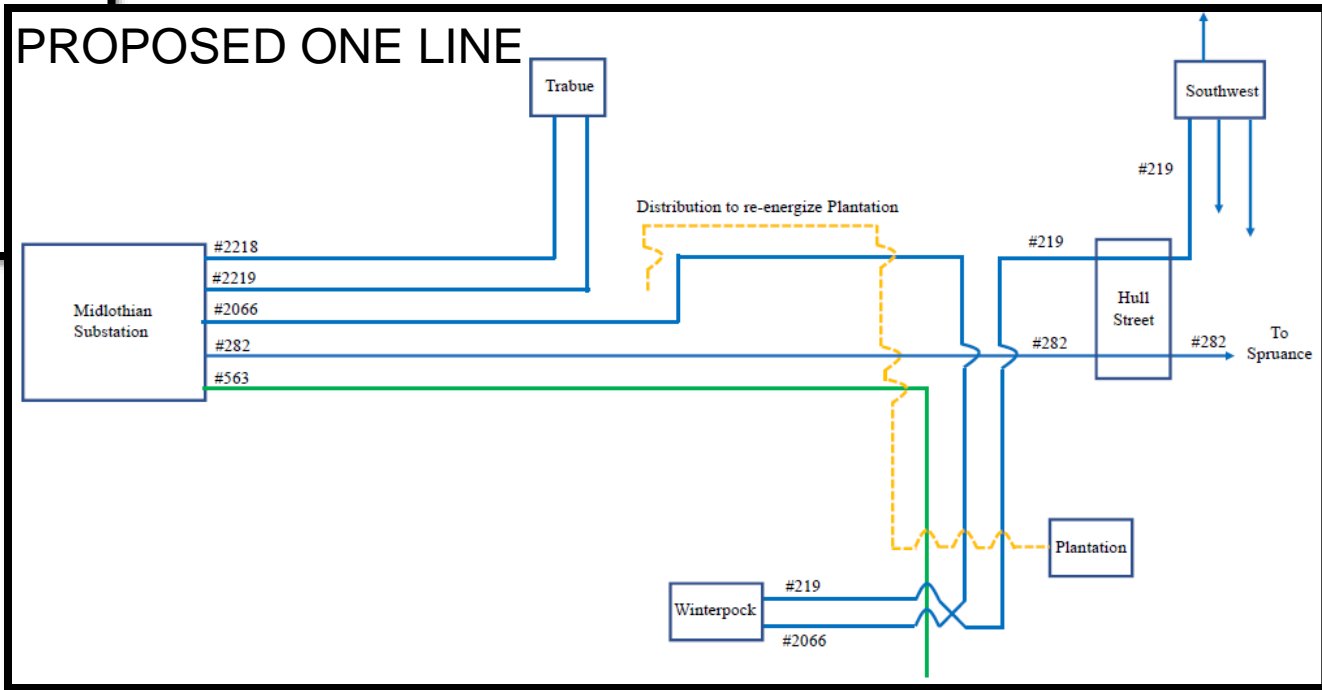 PROPOSED ONE LINE
Trabue
Southwest
#219
Distribution to re-energize Plantation
#2218
#219
#2219
Midlothian
Substation
#2066
Hull
Street
#282
#282
#282
To
Spruance
#563
Plantation
#219
Winterpock
#2066